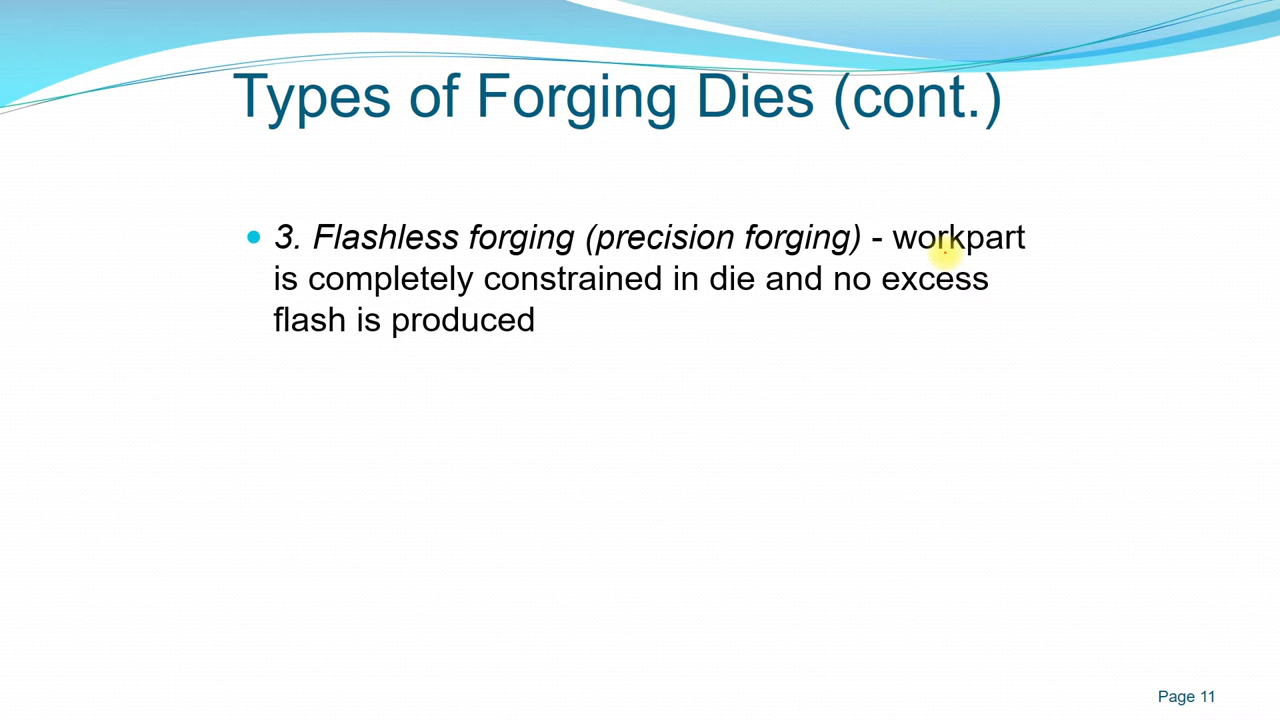 Types of Forging Dies (cont.)
• 3. Flashless forging (precision forging) - workpart
is completely constrained in die and no excess
flash is produced
Page 11